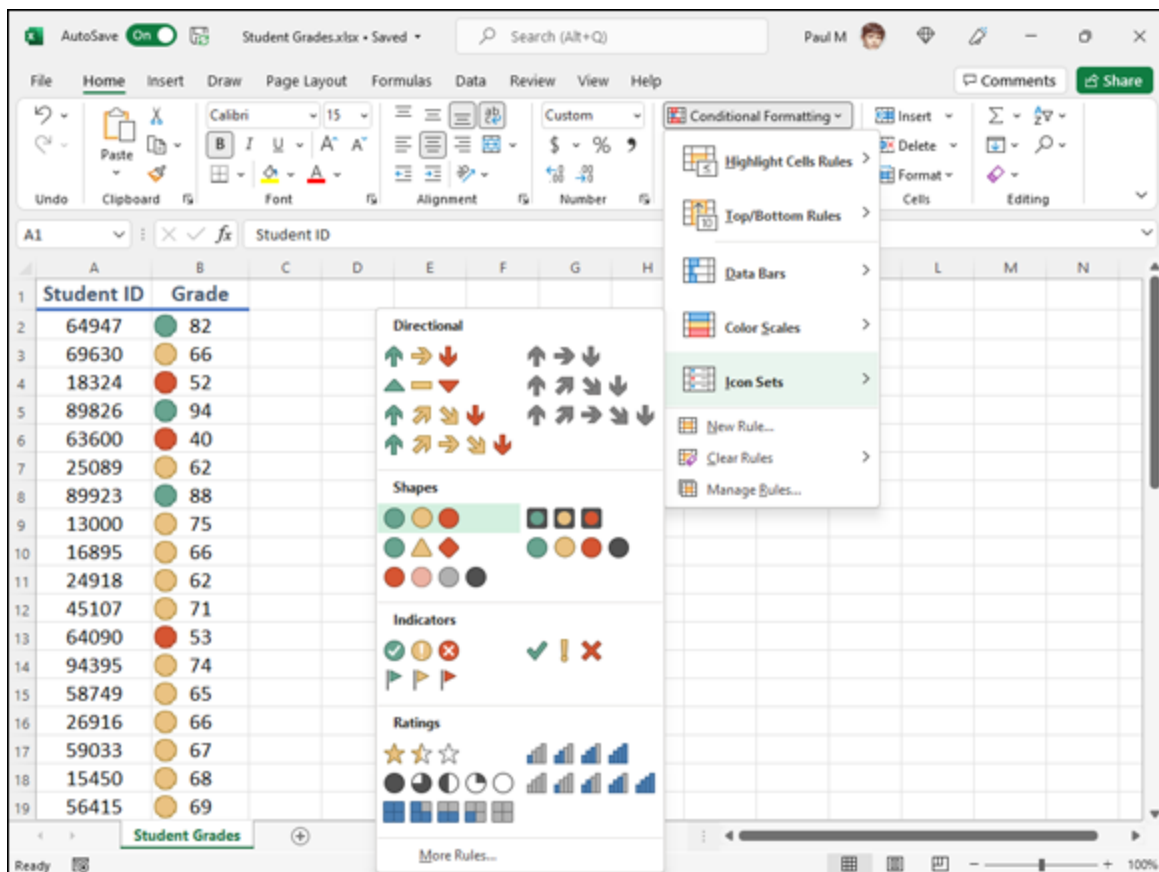 AutoSave On Student Grades.xlsx • Saved Search (Alt+Q) Paul M
File Home Insert Draw Page Layout Formulas Data Review View Help Comments Share
Calibri 15 Custom Conditional Formatting Insert
Paste B I U A A $ % 9 Delete
A Format
Undo Clipboard Font Alignment Number Cells Editing
Highlight Cells Rules
Top/Bottom Rules
Data Bars
Color Scales
Icon Sets
New Rule...
Clear Rules
Manage Rules...
A1 fx Student ID
A B C D E F G H L M N
1 Student ID Grade
2 64947 82
3 69630 66
4 18324 52
5 89826 94
6 63600 40
7 25089 62
8 89923 88
9 13000 75
10 16895 66
11 24918 62
12 45107 71
13 64090 53
14 94395 74
15 58749 65
16 26916 66
17 59033 67
18 15450 68
19 56415 69
Directional
Shapes
Indicators
Ratings
More Rules...
Student Grades
Ready 100%